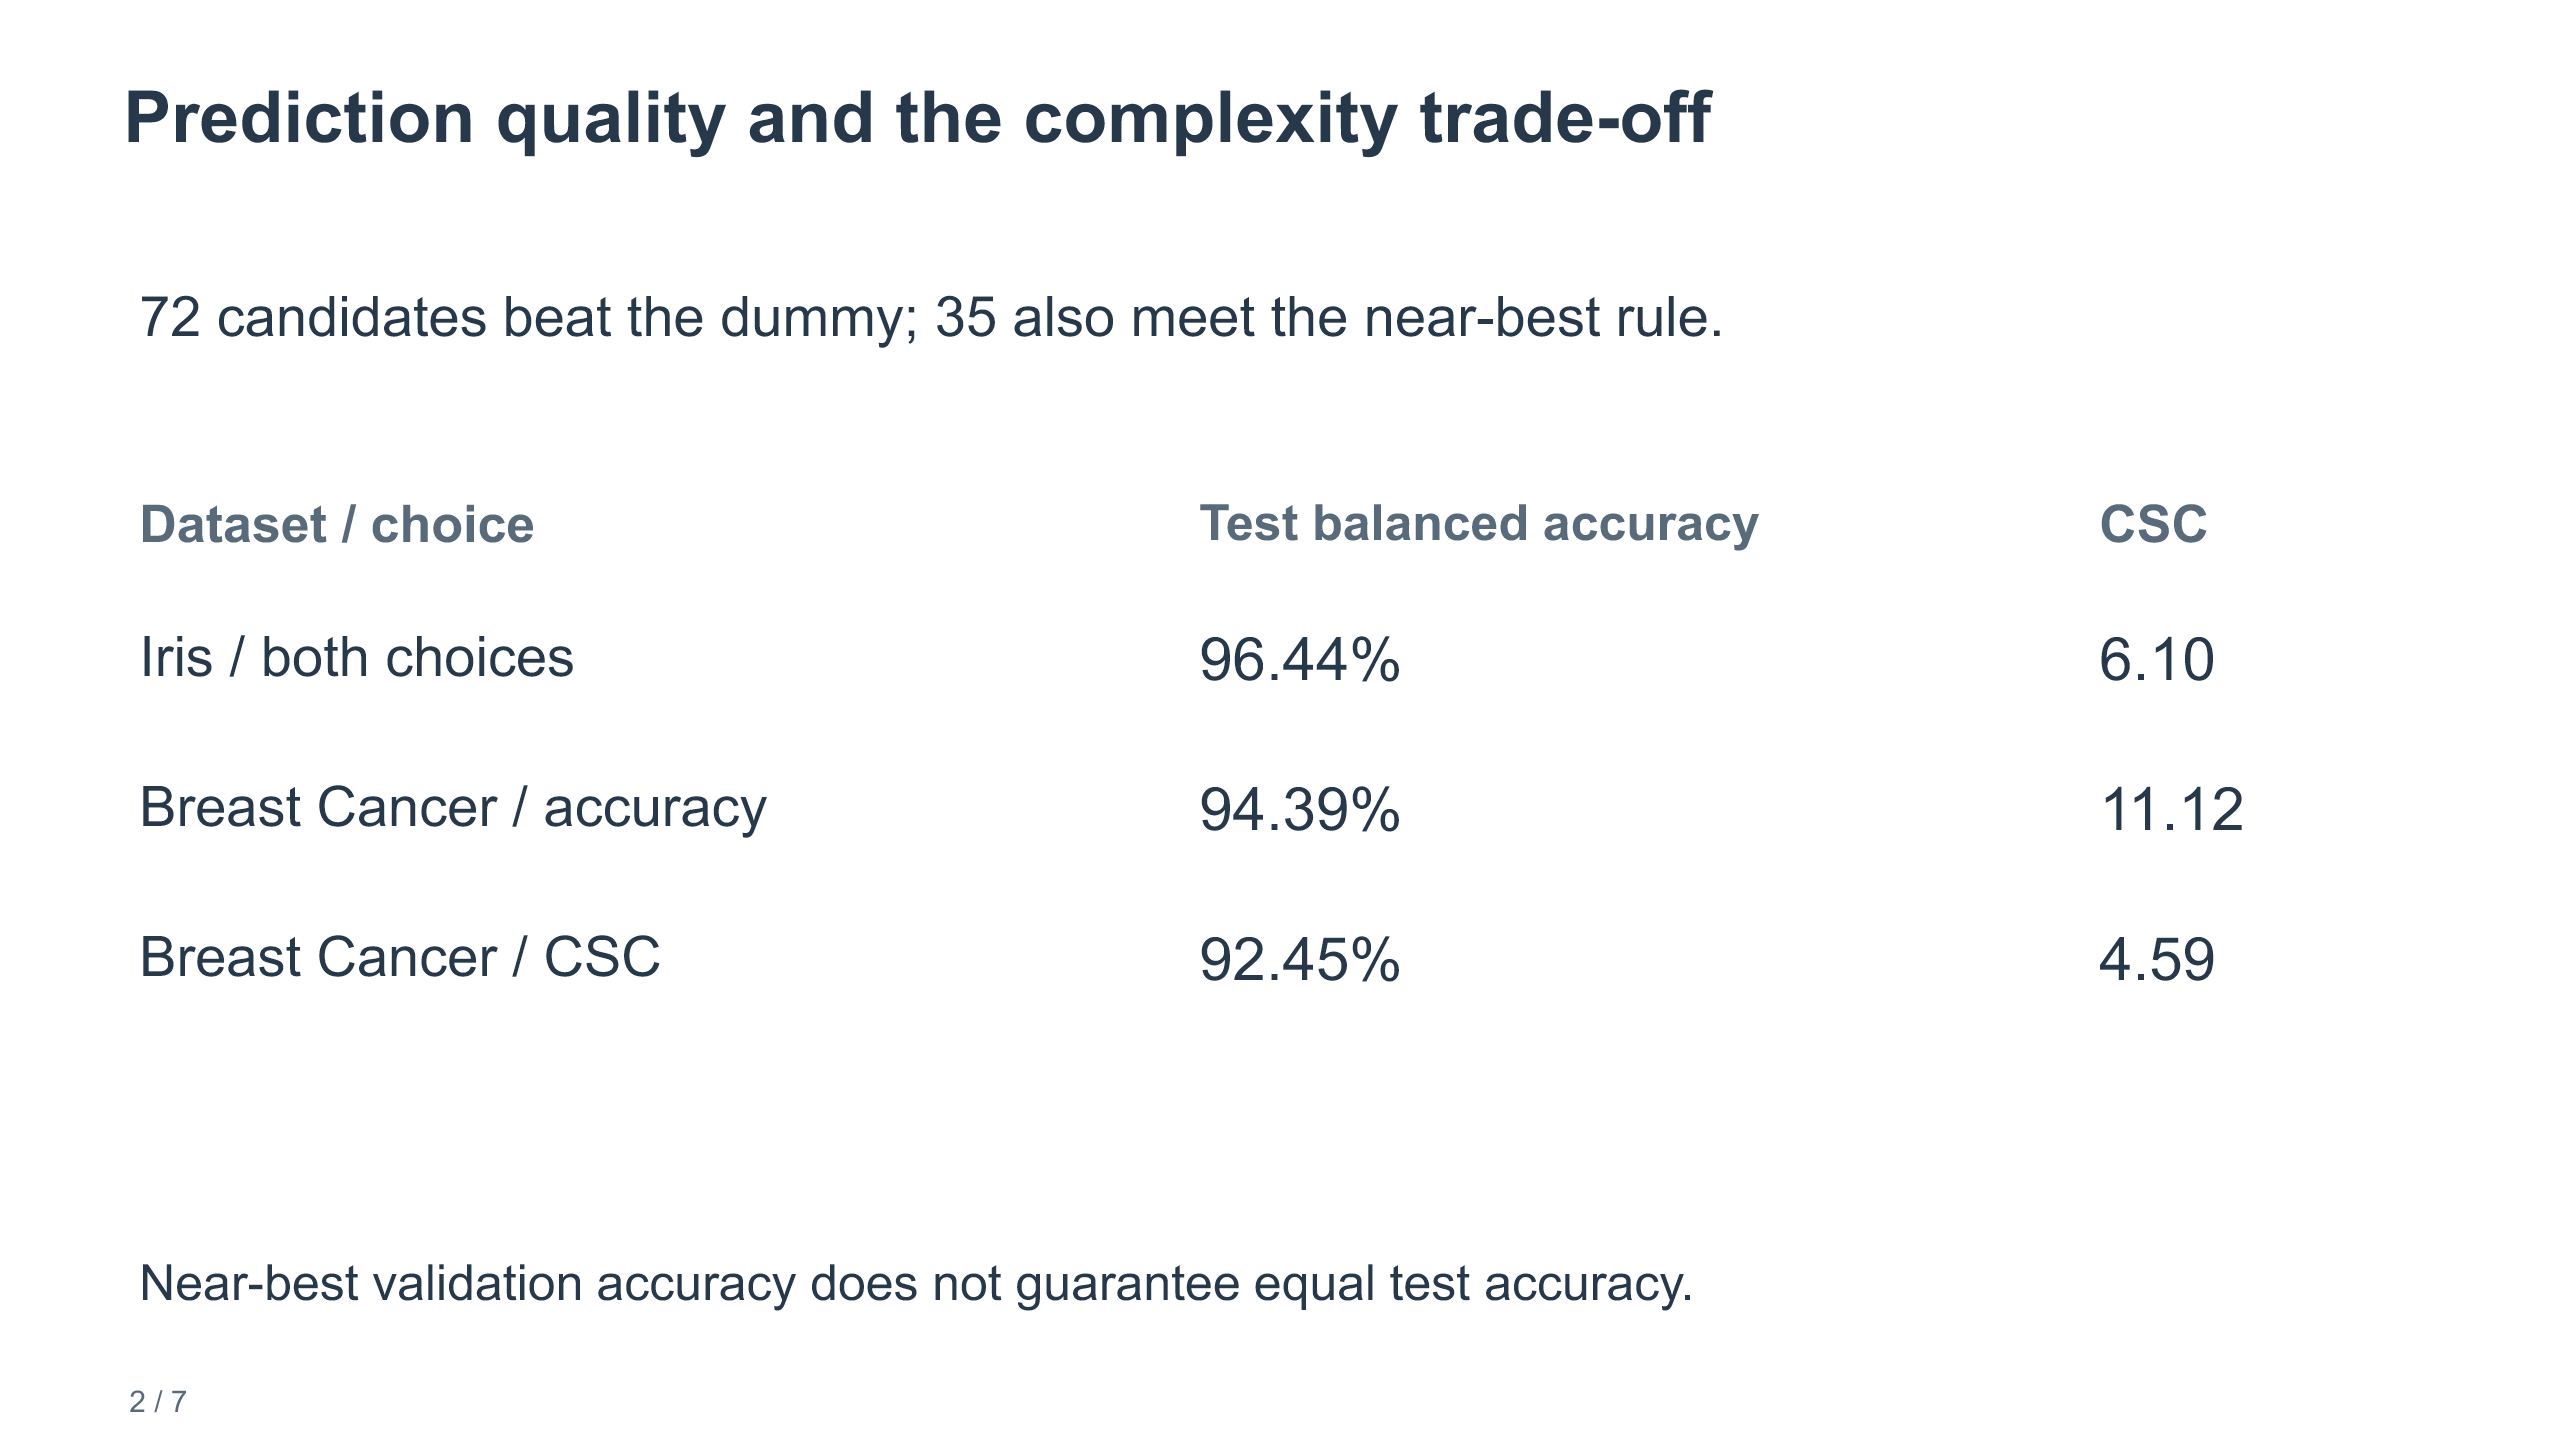 Prediction quality and the complexity trade-off
72 candidates beat the dummy; 35 also meet the near-best rule.
Dataset / choice Test balanced accuracy CSC
Iris / both choices 96.44% 6.10
Breast Cancer / accuracy 94.39% 11.12
Breast Cancer / CSC 92.45% 4.59
Near-best validation accuracy does not guarantee equal test accuracy.
2 / 7